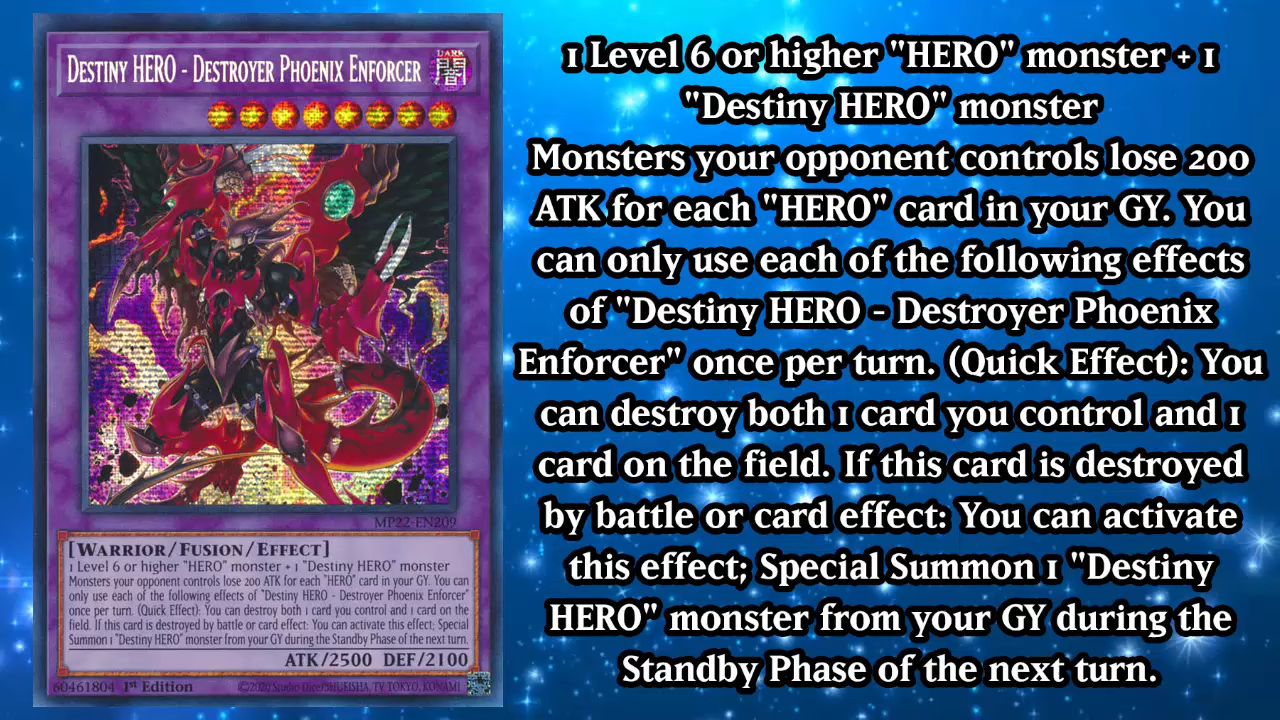 DESTINY HERO - DESTROYER PHOENIX ENFORCER
DARK
闇
MP22-EN209
[WARRIOR/FUSION/EFFECT]
1 Level 6 or higher "HERO" monster + 1 "Destiny HERO" monster
Monsters your opponent controls lose 200 ATK for each "HERO" card in your GY. You can
only use each of the following effects of "Destiny HERO - Destroyer Phoenix Enforcer"
once per turn. (Quick Effect): You can destroy both 1 card you control and 1 card on the
field. If this card is destroyed by battle or card effect: You can activate this effect; Special
Summon 1 "Destiny HERO" monster from your GY during the Standby Phase of the next turn.
ATK/2500 DEF/2100
60461804 1st Edition ©2020 Studio Dice/SHUEISHA, TV TOKYO, KONAMI
1 Level 6 or higher "HERO" monster + 1
"Destiny HERO" monster
Monsters your opponent controls lose 200
ATK for each "HERO" card in your GY. You
can only use each of the following effects
of "Destiny HERO - Destroyer Phoenix
Enforcer" once per turn. (Quick Effect): You
can destroy both 1 card you control and 1
card on the field. If this card is destroyed
by battle or card effect: You can activate
this effect; Special Summon 1 "Destiny
HERO" monster from your GY during the
Standby Phase of the next turn.